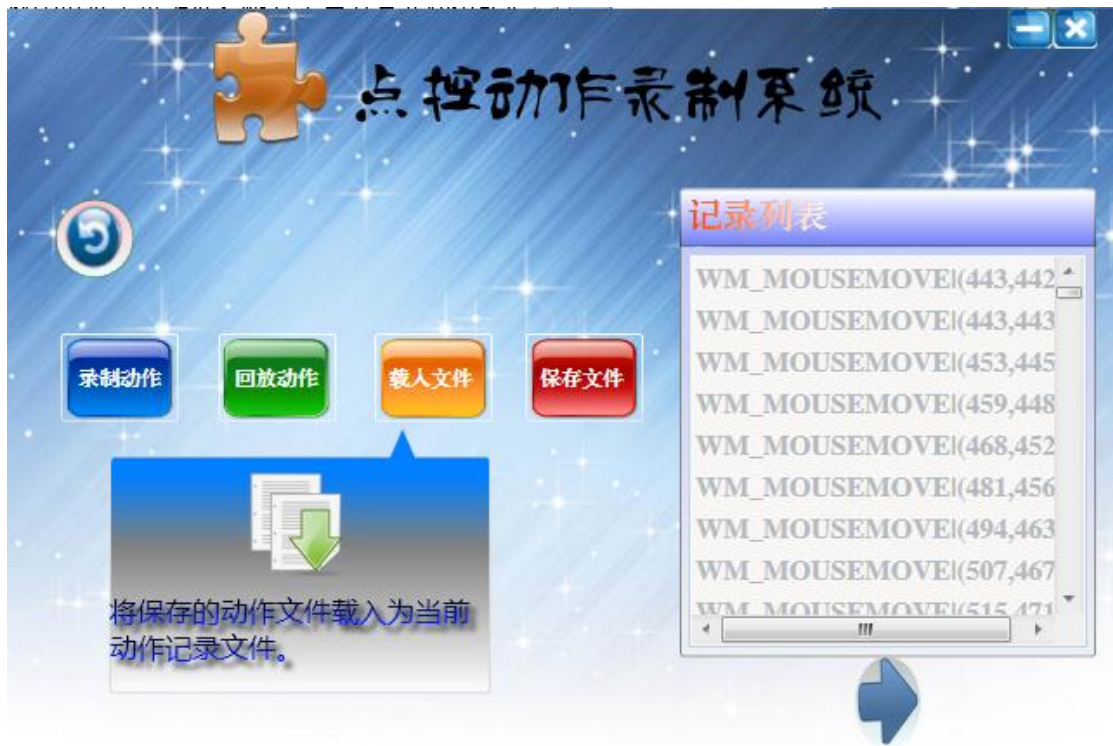 点控动作录制系统
记录列表
WM_MOUSEMOVE|(443,442
WM_MOUSEMOVE|(443,443
WM_MOUSEMOVE|(453,445
WM_MOUSEMOVE|(459,448
WM_MOUSEMOVE|(468,452
WM_MOUSEMOVE|(481,456
WM_MOUSEMOVE|(494,463
WM_MOUSEMOVE|(507,467
WM_MOUSEMOVE|(515,471
录制动作
回放动作
载入文件
保存文件
将保存的动作文件载入为当前
动作记录文件。